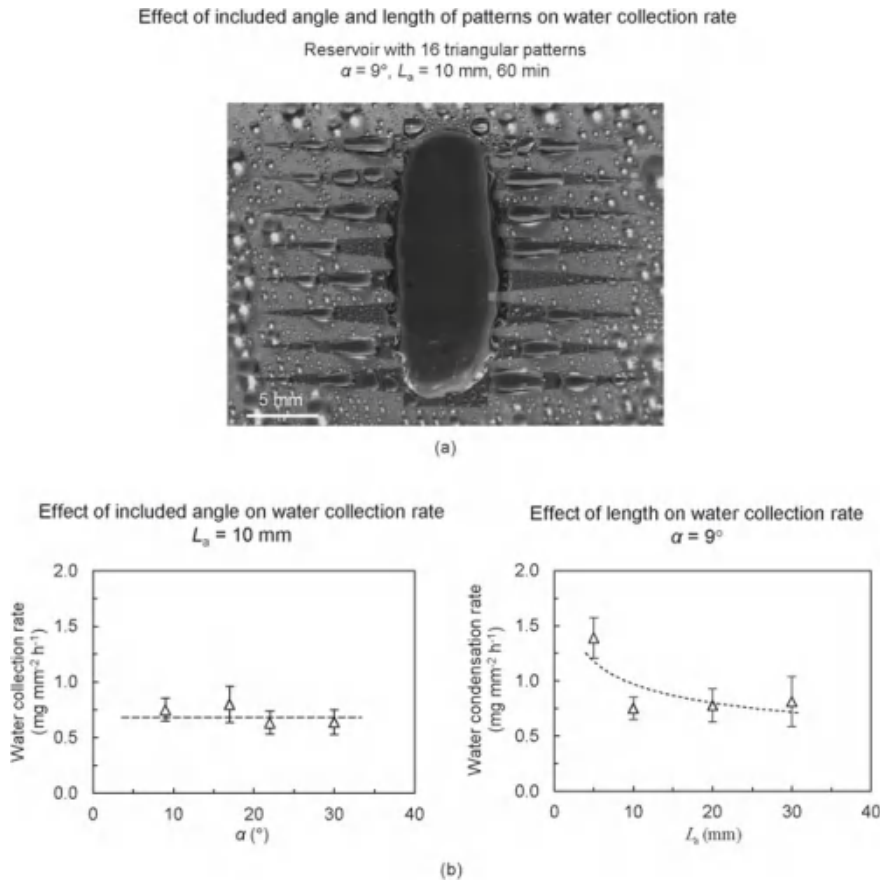 Effect of included angle and length of patterns on water collection rate
Reservoir with 16 triangular patterns
α = 9°, Lₐ = 10 mm, 60 min
5 mm
(a)
Effect of included angle on water collection rate
Lₐ = 10 mm
2.0
1.5
1.0
0.5
0.0
Water collection rate
(mg mm⁻² h⁻¹)
0
10
20
30
40
α (°)
Effect of length on water collection rate
α = 9°
2.0
1.5
1.0
0.5
0.0
Water condensation rate
(mg mm⁻² h⁻¹)
0
10
20
30
40
Lₐ (mm)
(b)